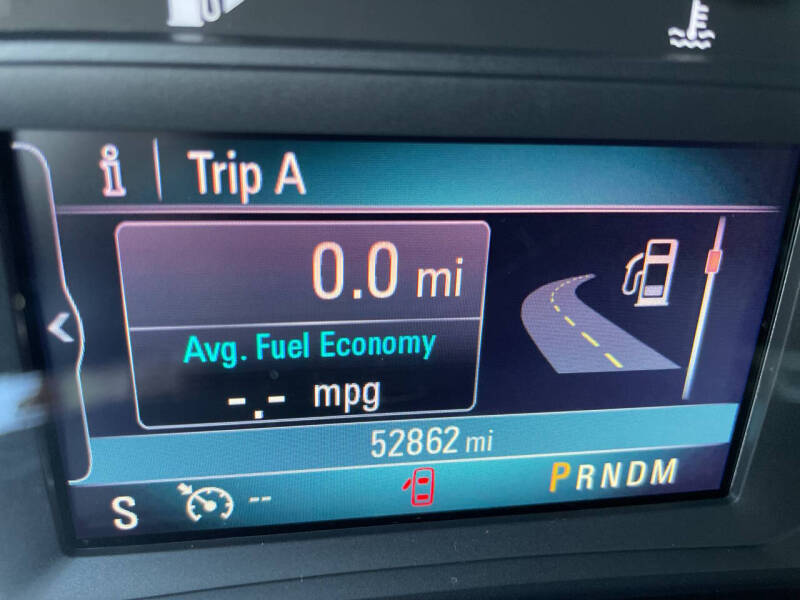 i Trip A
0.0 mi
Avg. Fuel Economy
-.- mpg
52862 mi
S -- PRNDM